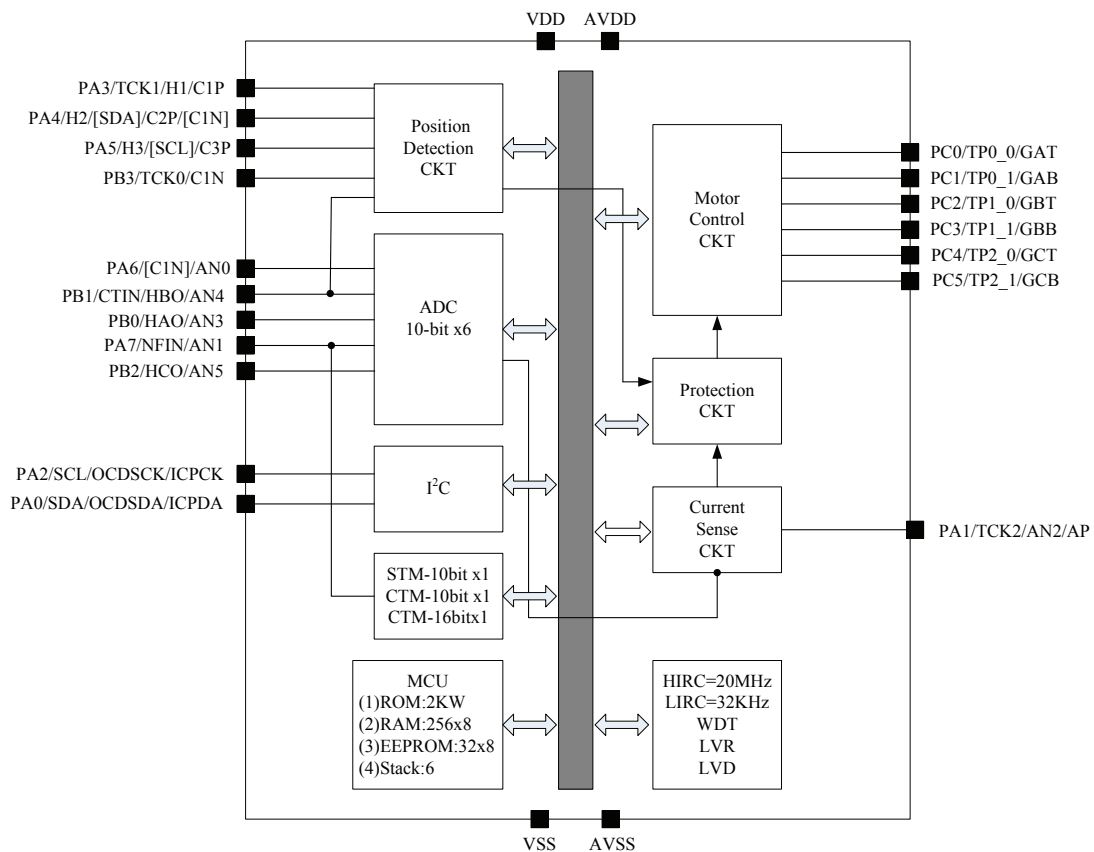 VDD AVDD
PA3/TCK1/H1/C1P
PA4/H2/[SDA]/C2P/[C1N]
PA5/H3/[SCL]/C3P
PB3/TCK0/C1N
Position
Detection
CKT
PA6/[C1N]/AN0
PB1/CTIN/HBO/AN4
PB0/HAO/AN3
PA7/NFIN/AN1
PB2/HCO/AN5
ADC
10-bit x6
PA2/SCL/OCDSCK/ICPCK
PA0/SDA/OCDSDA/ICPDA
I²C
STM-10bit x1
CTM-10bit x1
CTM-16bitx1
MCU
(1)ROM:2KW
(2)RAM:256x8
(3)EEPROM:32x8
(4)Stack:6
Motor
Control
CKT
PC0/TP0_0/GAT
PC1/TP0_1/GAB
PC2/TP1_0/GBT
PC3/TP1_1/GBB
PC4/TP2_0/GCT
PC5/TP2_1/GCB
Protection
CKT
Current
Sense
CKT
PA1/TCK2/AN2/AP
HIRC=20MHz
LIRC=32KHz
WDT
LVR
LVD
VSS AVSS